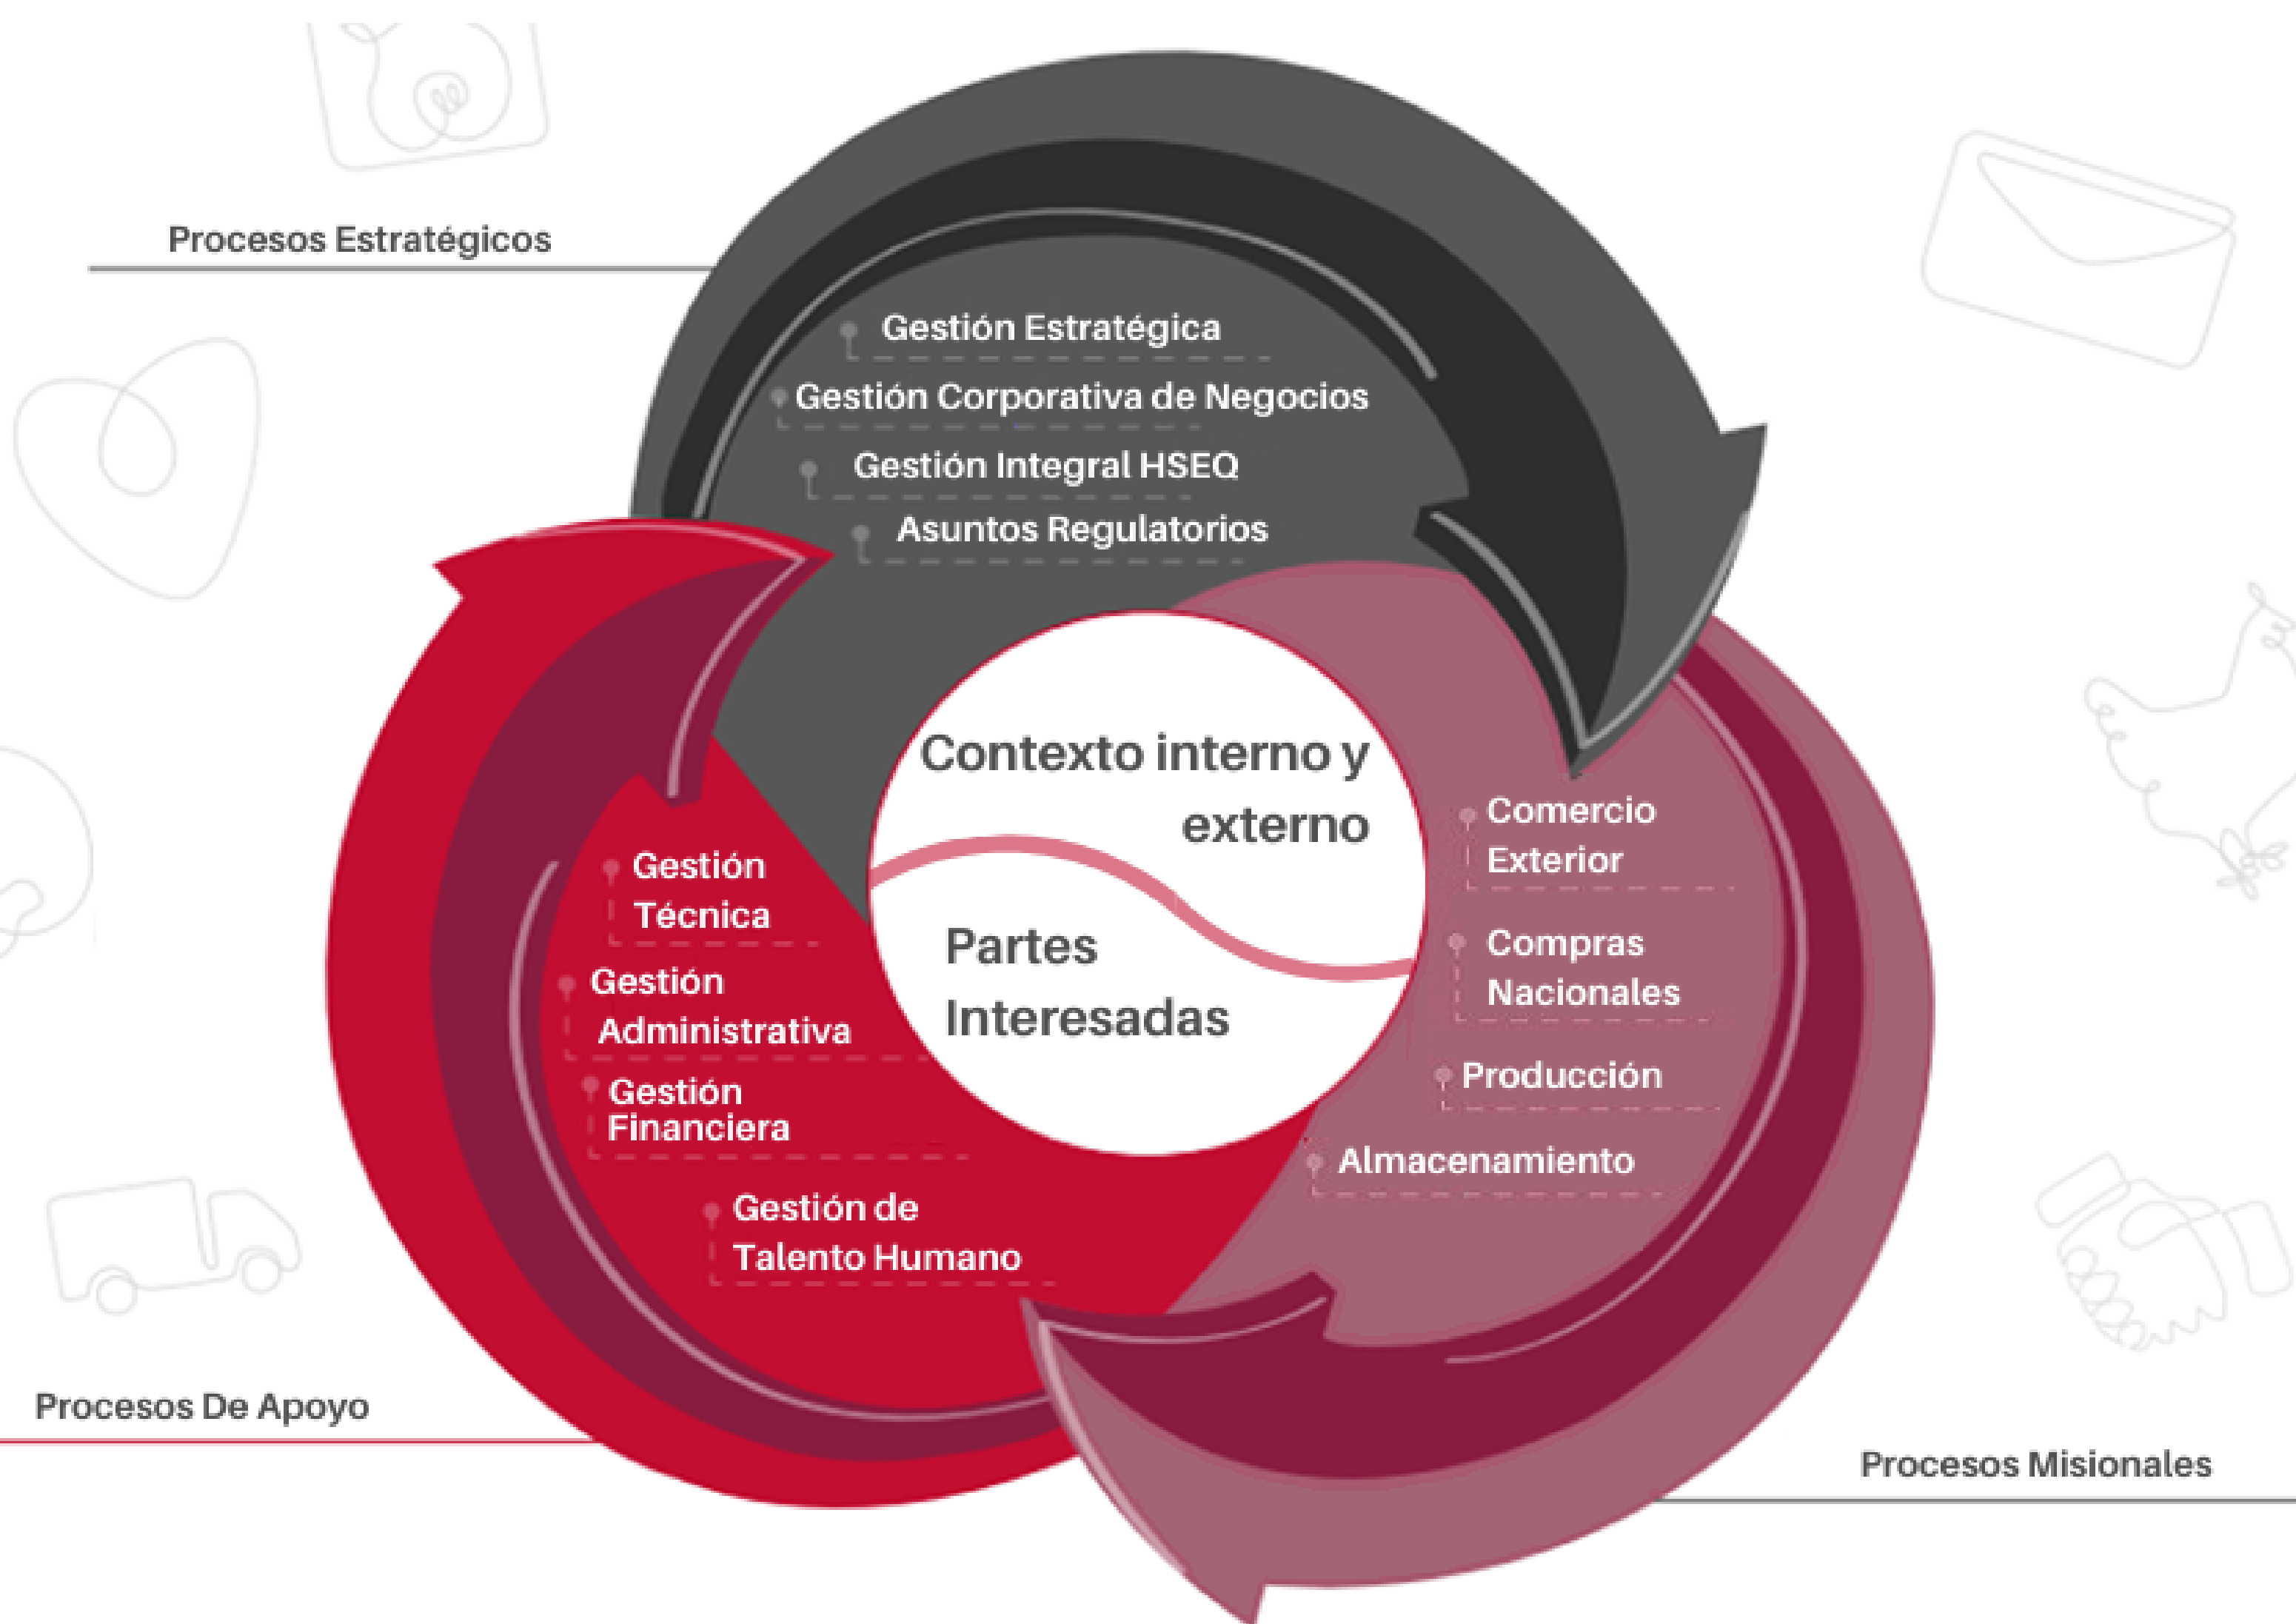 Procesos Estratégicos
Gestión Estratégica
Gestión Corporativa de Negocios
Gestión Integral HSEQ
Asuntos Regulatorios
Contexto interno y
externo
Partes
Interesadas
Comercio
Exterior
Compras
Nacionales
Producción
Almacenamiento
Gestión
Técnica
Gestión
Administrativa
Gestión
Financiera
Gestión de
Talento Humano
Procesos De Apoyo
Procesos Misionales